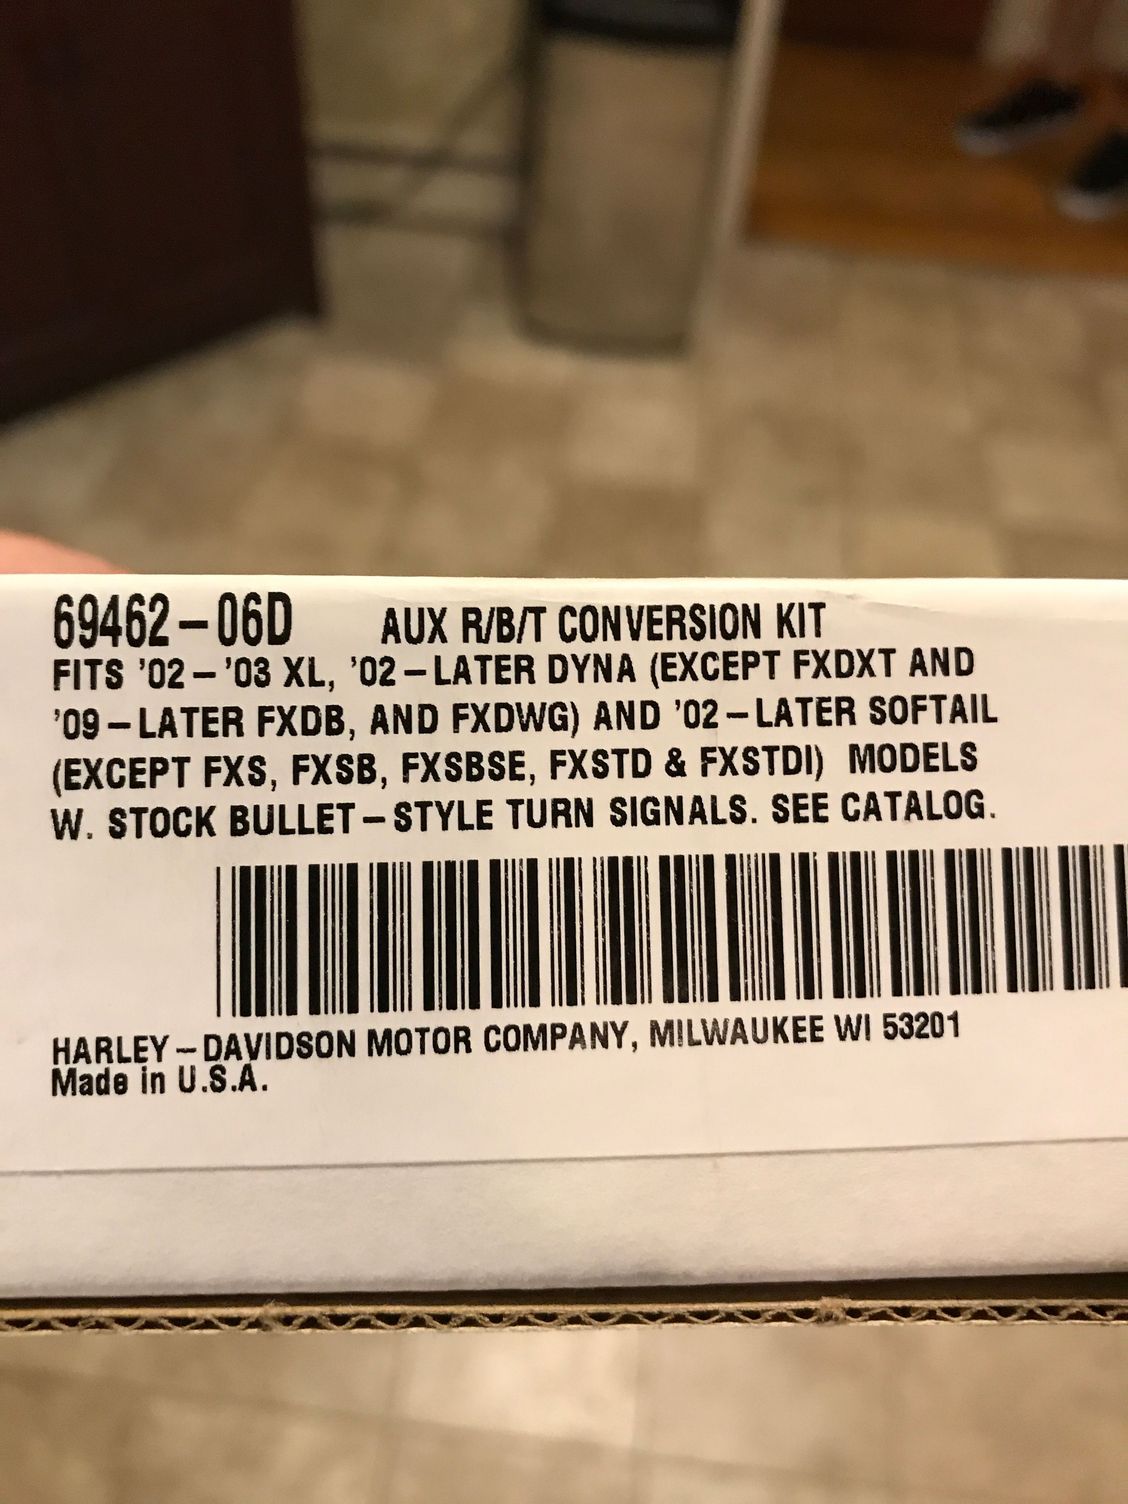 69462-06D AUX R/B/T CONVERSION KIT
FITS '02-'03 XL, '02-LATER DYNA (EXCEPT FXDXT AND
'09-LATER FXDB, AND FXDWG) AND '02-LATER SOFTAIL
(EXCEPT FXS, FXSB, FXSBSE, FXSTD & FXSTDI) MODELS
W. STOCK BULLET-STYLE TURN SIGNALS. SEE CATALOG.
HARLEY-DAVIDSON MOTOR COMPANY, MILWAUKEE WI 53201
Made in U.S.A.